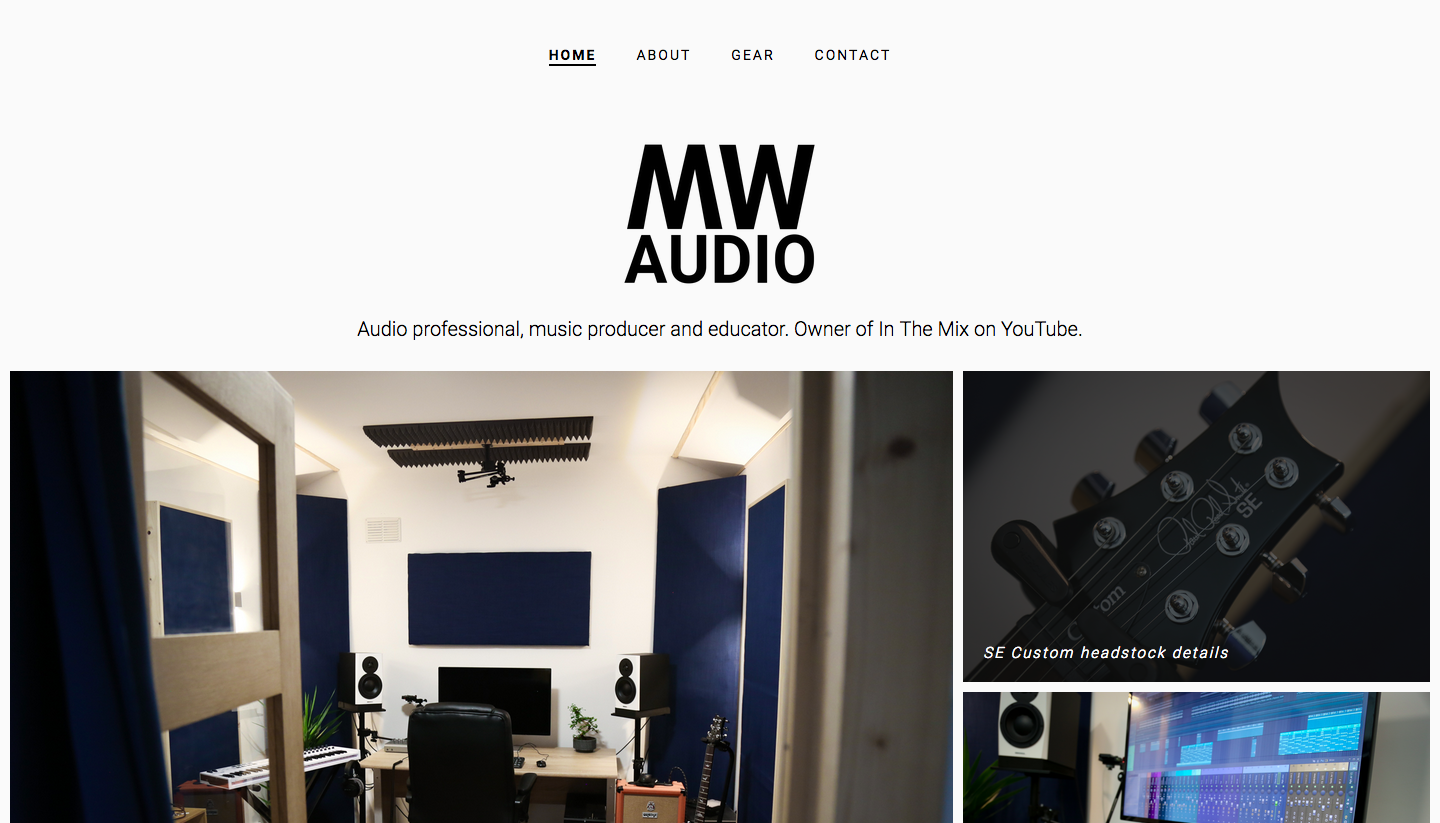 HOME ABOUT GEAR CONTACT
MW
AUDIO
Audio professional, music producer and educator. Owner of In The Mix on YouTube.
SE
SE Custom headstock details